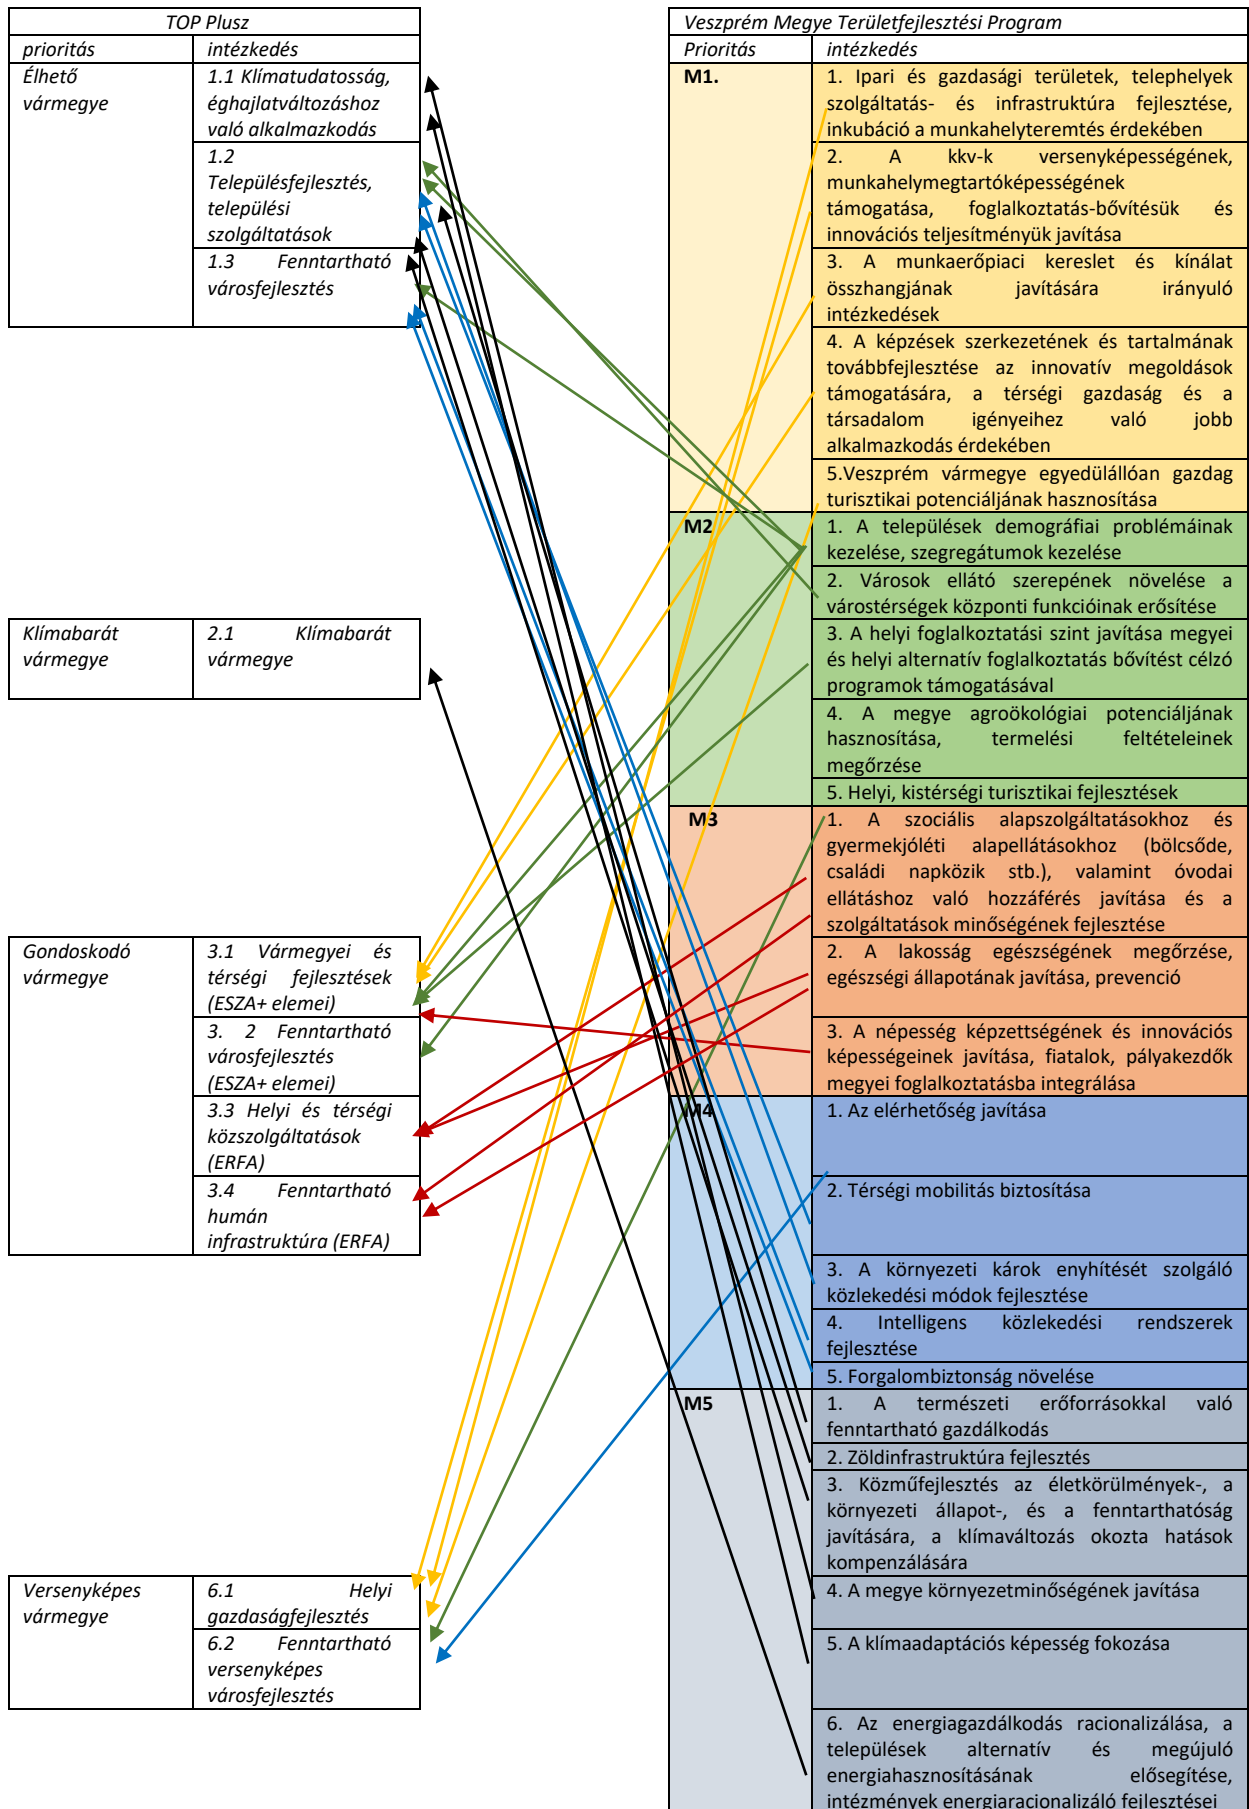 TOP Plusz
prioritás intézkedés
Élhető vármegye
1.1 Klímatudatosság,
éghajlatváltozáshoz
való alkalmazkodás
1.2
Településfejlesztés,
települési
szolgáltatások
1.3 Fenntartható
városfejlesztés
Klímabarát
vármegye
2.1 Klímabarát
vármegye
Gondoskodó
vármegye
3.1 Vármegyei és
térségi fejlesztések
(ESZA+ elemei)
3. 2 Fenntartható
városfejlesztés
(ESZA+ elemei)
3.3 Helyi és térségi
közszolgáltatások
(ERFA)
3.4 Fenntartható
humán
infrastruktúra (ERFA)
Versenyképes
vármegye
6.1 Helyi
gazdaságfejlesztés
6.2 Fenntartható
versenyképes
városfejlesztés
Veszprém Megye Területfejlesztési Program
Prioritás intézkedés
M1.
1. Ipari és gazdasági területek, telephelyek
szolgáltatás- és infrastruktúra fejlesztése,
inkubáció a munkahelyteremtés érdekében
2. A kkv-k versenyképességének,
munkahelymegtartóképességének
támogatása, foglalkoztatás-bővítésük és
innovációs teljesítményük javítása
3. A munkaerőpiaci kereslet és kínálat
összhangjának javítására irányuló
intézkedések
4. A képzések szerkezetének és tartalmának
továbbfejlesztése az innovatív megoldások
támogatására, a térségi gazdaság és a
társadalom igényeihez való jobb
alkalmazkodás érdekében
5.Veszprém vármegye egyedülállóan gazdag
turisztikai potenciáljának hasznosítása
M2
1. A települések demográfiai problémáinak
kezelése, szegregátumok kezelése
2. Városok ellátó szerepének növelése a
várostérségek központi funkcióinak erősítése
3. A helyi foglalkoztatási szint javítása megyei
és helyi alternatív foglalkoztatás bővítést célzó
programok támogatásával
4. A megye agroökológiai potenciáljának
hasznosítása, termelési feltételeinek
megőrzése
5. Helyi, kistérségi turisztikai fejlesztések
M3
1. A szociális alapszolgáltatásokhoz és
gyermekjóléti alapellátásokhoz (bölcsőde,
családi napközik stb.), valamint óvodai
ellátáshoz való hozzáférés javítása és a
szolgáltatások minőségének fejlesztése
2. A lakosság egészségének megőrzése,
egészségi állapotának javítása, prevenció
3. A népesség képzettségének és innovációs
képességeinek javítása, fiatalok, pályakezdők
megyei foglalkoztatásba integrálása
M4
1. Az elérhetőség javítása
2. Térségi mobilitás biztosítása
3. A környezeti károk enyhítését szolgáló
közlekedési módok fejlesztése
4. Intelligens közlekedési rendszerek
fejlesztése
5. Forgalombiztonság növelése
M5
1. A természeti erőforrásokkal való
fenntartható gazdálkodás
2. Zöldinfrastruktúra fejlesztés
3. Közműfejlesztés az életkörülmények-, a
környezeti állapot-, és a fenntarthatóság
javítására, a klímaváltozás okozta hatások
kompenzálására
4. A megye környezetminőségének javítása
5. A klímaadaptációs képesség fokozása
6. Az energiagazdálkodás racionalizálása, a
települések alternatív és megújuló
energiahasznosításának elősegítése,
intézmények energiaracionalizáló fejlesztései